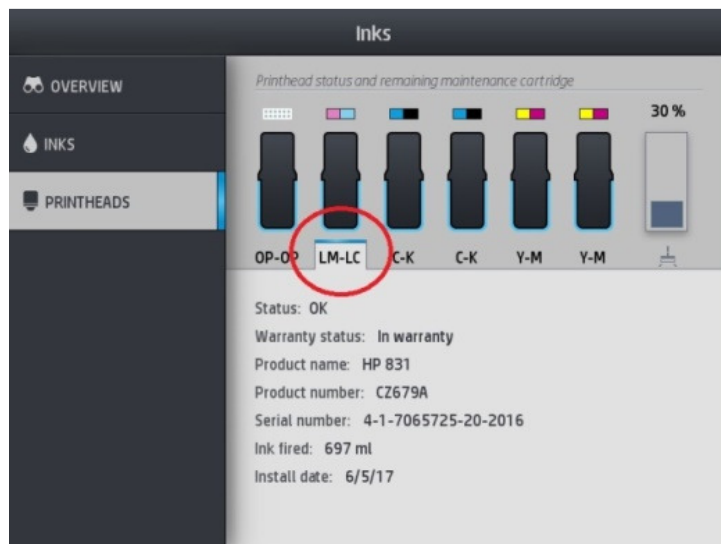 Inks
OVERVIEW
INKS
PRINTHEADS
Printhead status and remaining maintenance cartridge
30 %
OP-OP LM-LC C-K C-K Y-M Y-M
Status: OK
Warranty status: In warranty
Product name: HP 831
Product number: CZ679A
Serial number: 4-1-7065725-20-2016
Ink fired: 697 ml
Install date: 6/5/17